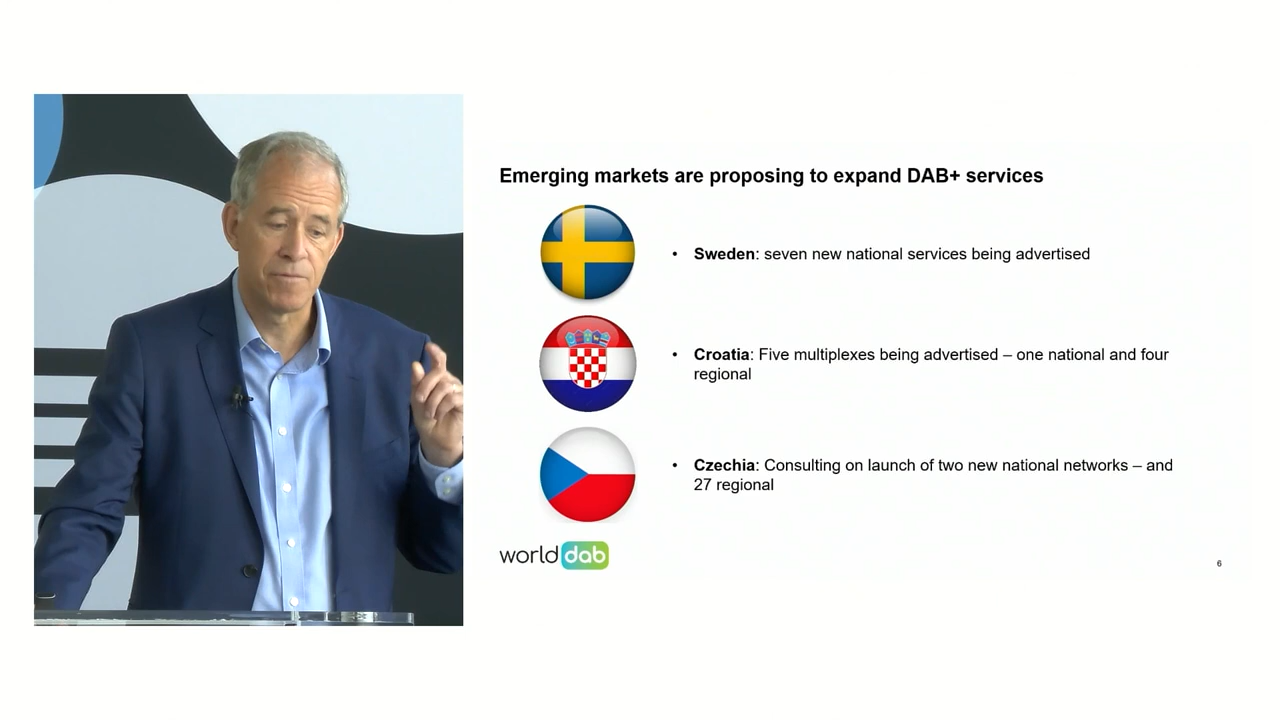 Emerging markets are proposing to expand DAB+ services
• Sweden: seven new national services being advertised
• Croatia: Five multiplexes being advertised – one national and four
regional
• Czechia: Consulting on launch of two new national networks – and
27 regional
worlddab
6